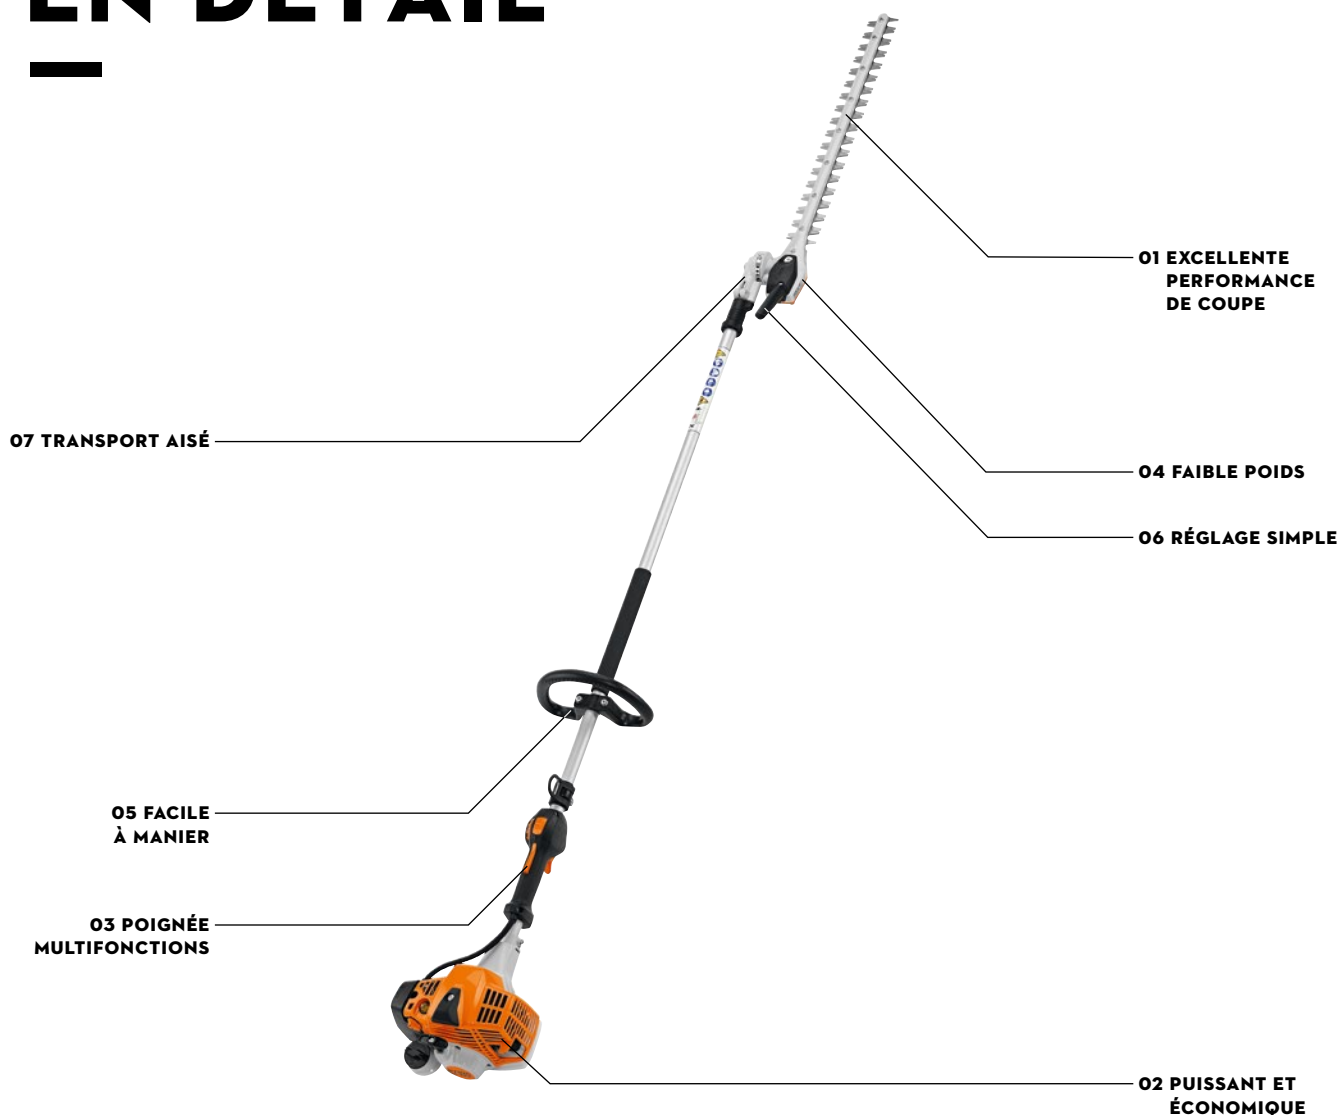 EN DÉTAIL
01 EXCELLENTE
PERFORMANCE
DE COUPE
07 TRANSPORT AISÉ
04 FAIBLE POIDS
06 RÉGLAGE SIMPLE
05 FACILE
À MANIER
03 POIGNÉE
MULTIFONCTIONS
02 PUISSANT ET
ÉCONOMIQUE